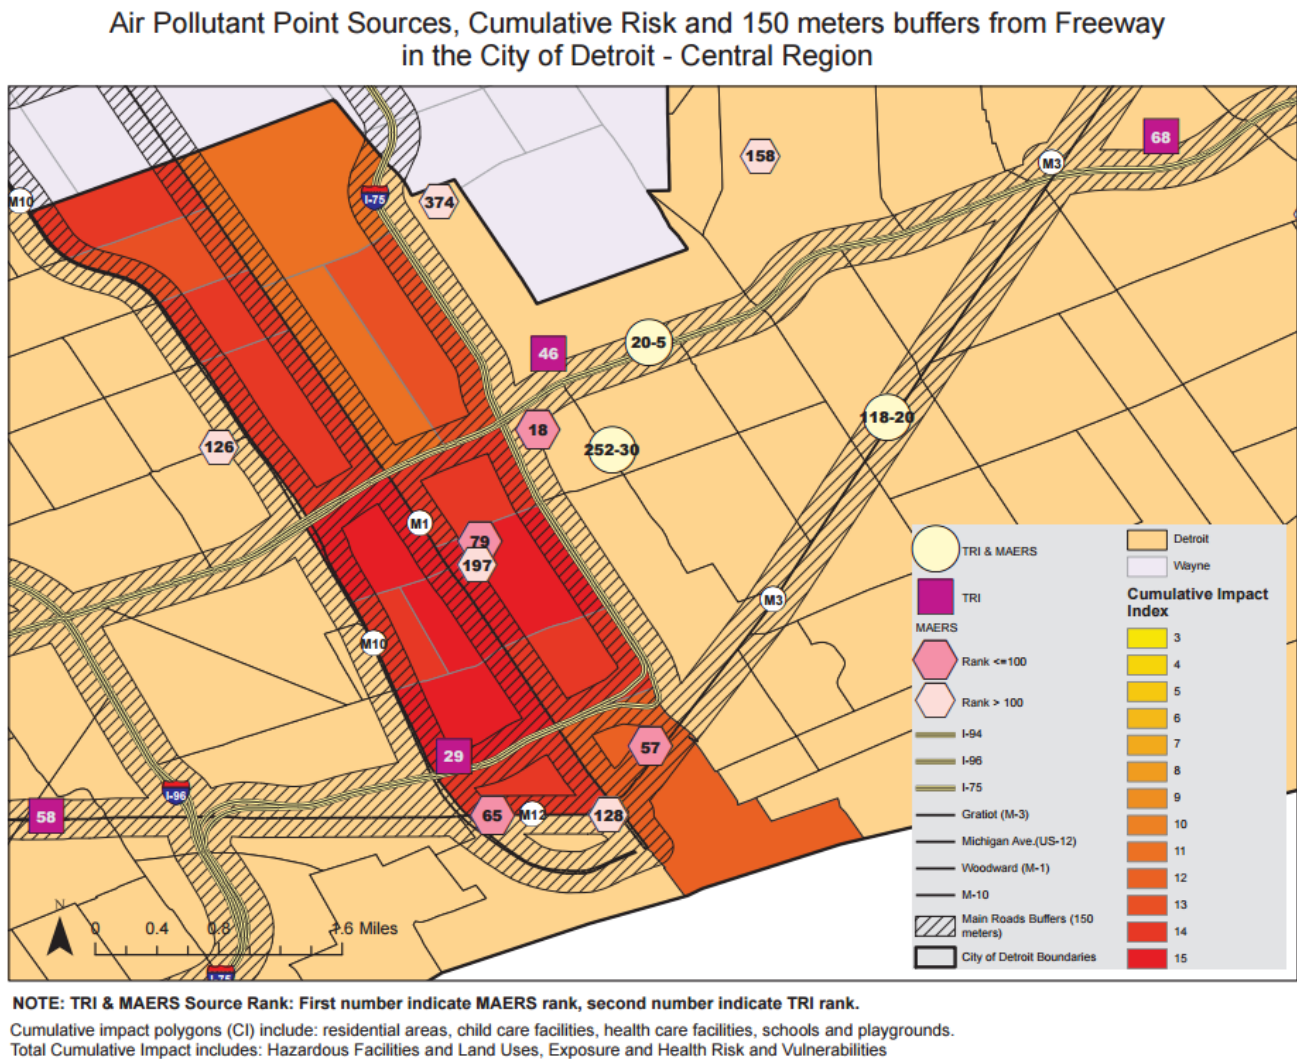 Air Pollutant Point Sources, Cumulative Risk and 150 meters buffers from Freeway
in the City of Detroit - Central Region
M3
68
158
M10
I-75
374
20-5
46
118-20
18
126
252-30
M1
79
197
M3
M10
29
57
I-96
58
65
M12
128
N
0
0.4
0.8
1.6 Miles
I-75
TRI & MAERS
TRI
MAERS
Rank <=100
Rank > 100
I-94
I-96
I-75
Gratiot (M-3)
Michigan Ave.(US-12)
Woodward (M-1)
M-10
Main Roads Buffers (150
meters)
City of Detroit Boundaries
Detroit
Wayne
Cumulative Impact
Index
3
4
5
6
7
8
9
10
11
12
13
14
15
NOTE: TRI & MAERS Source Rank: First number indicate MAERS rank, second number indicate TRI rank.
Cumulative impact polygons (CI) include: residential areas, child care facilities, health care facilities, schools and playgrounds.
Total Cumulative Impact includes: Hazardous Facilities and Land Uses, Exposure and Health Risk and Vulnerabilities